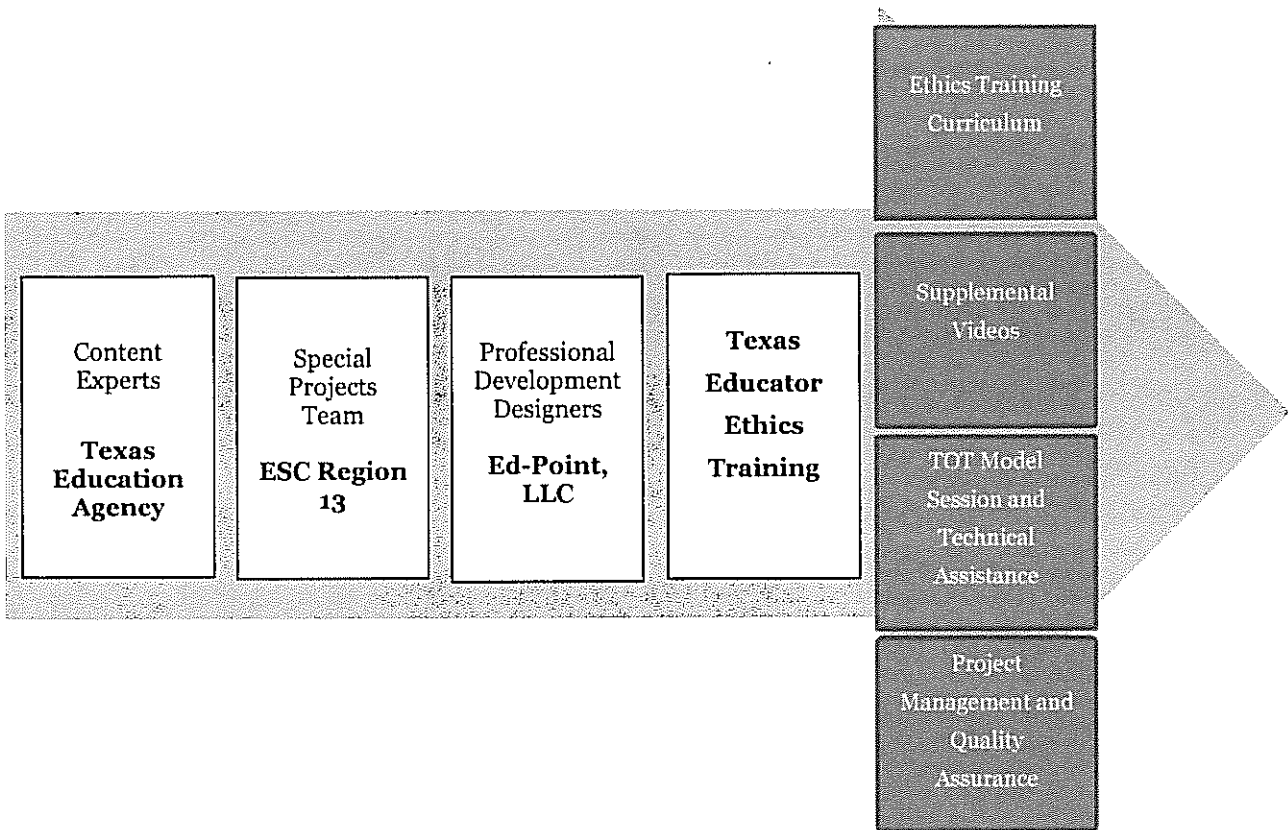 Content
Experts
Texas
Education
Agency
Special
Projects
Team
ESC Region
13
Professional
Development
Designers
Ed-Point,
LLC
Texas
Educator
Ethics
Training
Ethics Training
Curriculum
Supplemental
Videos
TOT Model
Session and
Technical
Assistance
Project
Management and
Quality
Assurance